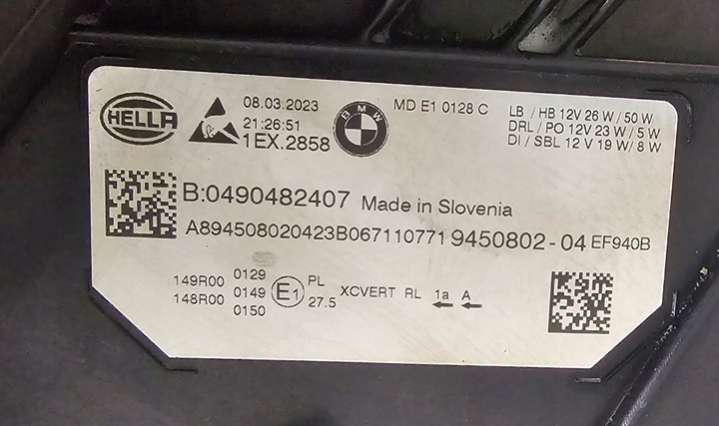 HELLA
08.03.2023
21:26:51
1EX.2858
BMW
MD E1 0128 C
LB / HB 12V 26 W / 50 W
DRL / PO 12V 23 W / 5 W
DI / SBL 12 V 19 W / 8 W
B:0490482407 Made in Slovenia
A894508020423B067110771 9450802-04 EF940B
149R00 0129
148R00 0149
0150
E1
PL
27.5
XCVERT RL 1a A